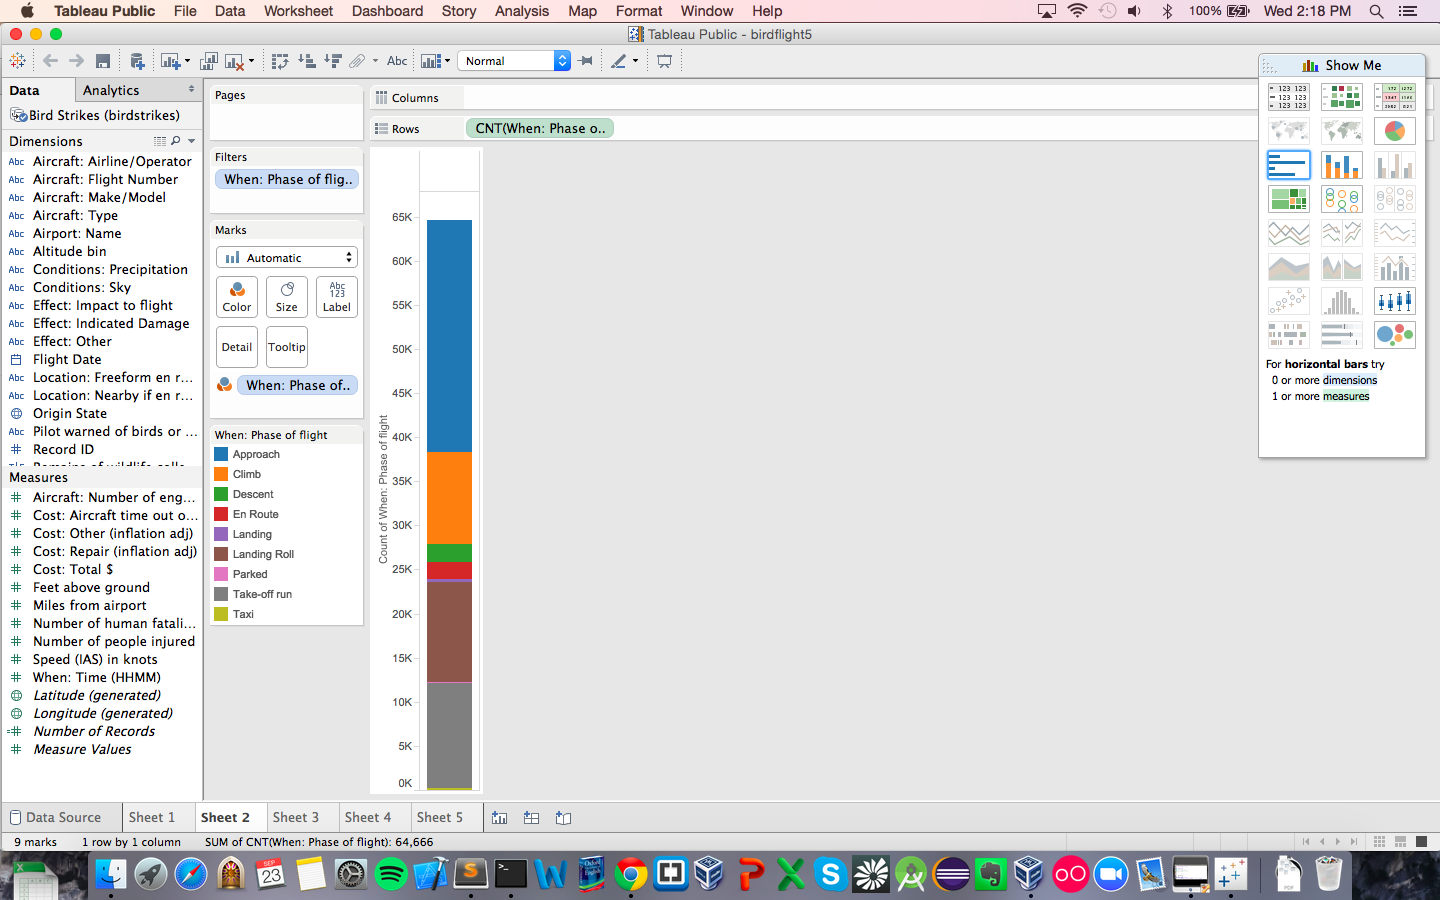 Tableau Public File Data Worksheet Dashboard Story Analysis Map Format Window Help 100% Wed 2:18 PM
Tableau Public - birdflight5
Abc Normal
Data Analytics
Bird Strikes (birdstrikes)
Dimensions
Abc Aircraft: Airline/Operator
Abc Aircraft: Flight Number
Abc Aircraft: Make/Model
Abc Aircraft: Type
Abc Airport: Name
Abc Altitude bin
Abc Conditions: Precipitation
Abc Conditions: Sky
Abc Effect: Impact to flight
Abc Effect: Indicated Damage
Abc Effect: Other
Flight Date
Abc Location: Freeform en r...
Abc Location: Nearby if en r...
Origin State
Abc Pilot warned of birds or ...
# Record ID
Measures
# Aircraft: Number of eng...
# Cost: Aircraft time out o...
# Cost: Other (inflation adj)
# Cost: Repair (inflation adj)
# Cost: Total $
# Feet above ground
# Miles from airport
# Number of human fatali...
# Number of people injured
# Speed (IAS) in knots
# When: Time (HHMM)
Latitude (generated)
Longitude (generated)
=# Number of Records
# Measure Values
Pages
Filters
When: Phase of flig..
Marks
Automatic
Color
Size
Abc
123
Label
Detail
Tooltip
When: Phase of..
When: Phase of flight
Approach
Climb
Descent
En Route
Landing
Landing Roll
Parked
Take-off run
Taxi
Columns
Rows CNT(When: Phase o..
Count of When: Phase of flight
65K
60K
55K
50K
45K
40K
35K
30K
25K
20K
15K
10K
5K
0K
Show Me
For horizontal bars try
0 or more dimensions
1 or more measures
Data Source Sheet 1 Sheet 2 Sheet 3 Sheet 4 Sheet 5
9 marks 1 row by 1 column SUM of CNT(When: Phase of flight): 64,666
SEP
23
PDF